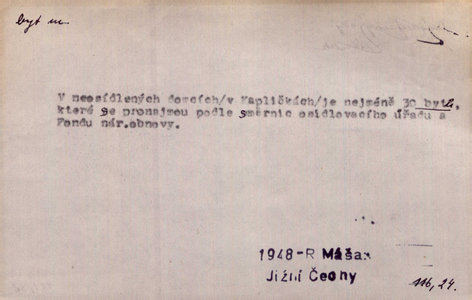 byt m
V neosídlených domcích/v Kapličkách/je nejméně 30 bytů,
které se pronajmou podle směrnic osidlovacího úřadu a
Fondu nár.obnovy.
1948-R Mášax
Jižní Čechy
116, 24.